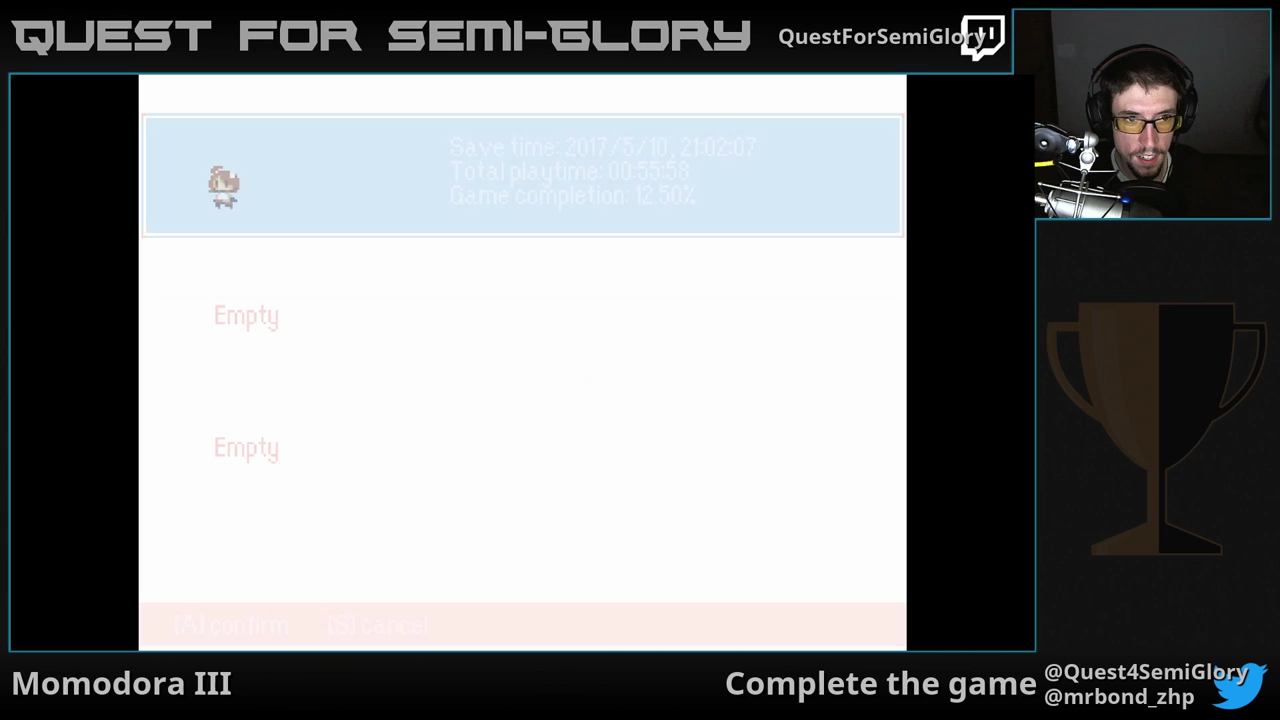 QUEST FOR SEMI-GLORY
QuestForSemiGlory
Save time: 2017/5/10, 21:02:07
Total playtime: 00:55:58
Game completion: 12.50%
Empty
Empty
[A] confirm [S] cancel
Momodora III
Complete the game
@Quest4SemiGlory
@mrbond_zhp